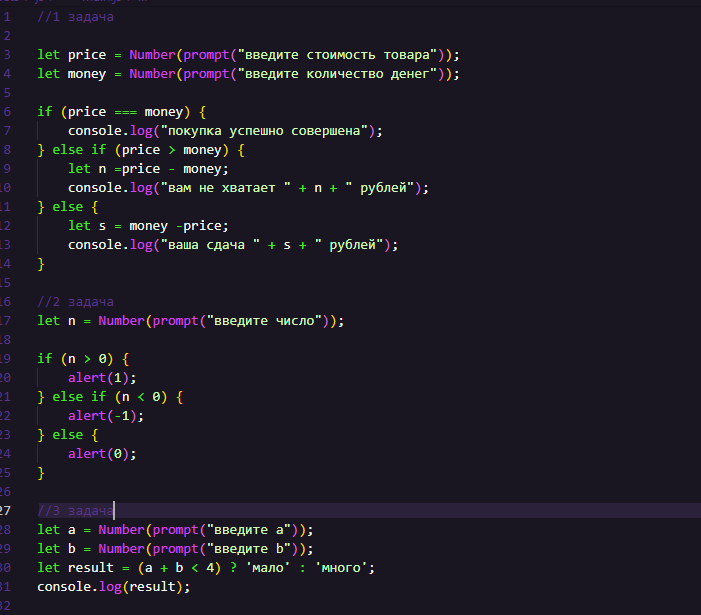 1 //1 задача
2
3 let price = Number(prompt("введите стоимость товара"));
4 let money = Number(prompt("введите количество денег"));
5
6 if (price === money) {
7 console.log("покупка успешно совершена");
8 } else if (price > money) {
9 let n =price - money;
10 console.log("вам не хватает " + n + " рублей");
11 } else {
12 let s = money -price;
13 console.log("ваша сдача " + s + " рублей");
14 }
15
16 //2 задача
17 let n = Number(prompt("введите число"));
18
19 if (n > 0) {
20 alert(1);
21 } else if (n < 0) {
22 alert(-1);
23 } else {
24 alert(0);
25 }
26
27 //3 задача
28 let a = Number(prompt("введите a"));
29 let b = Number(prompt("введите b"));
30 let result = (a + b < 4) ? 'мало' : 'много';
31 console.log(result);
32